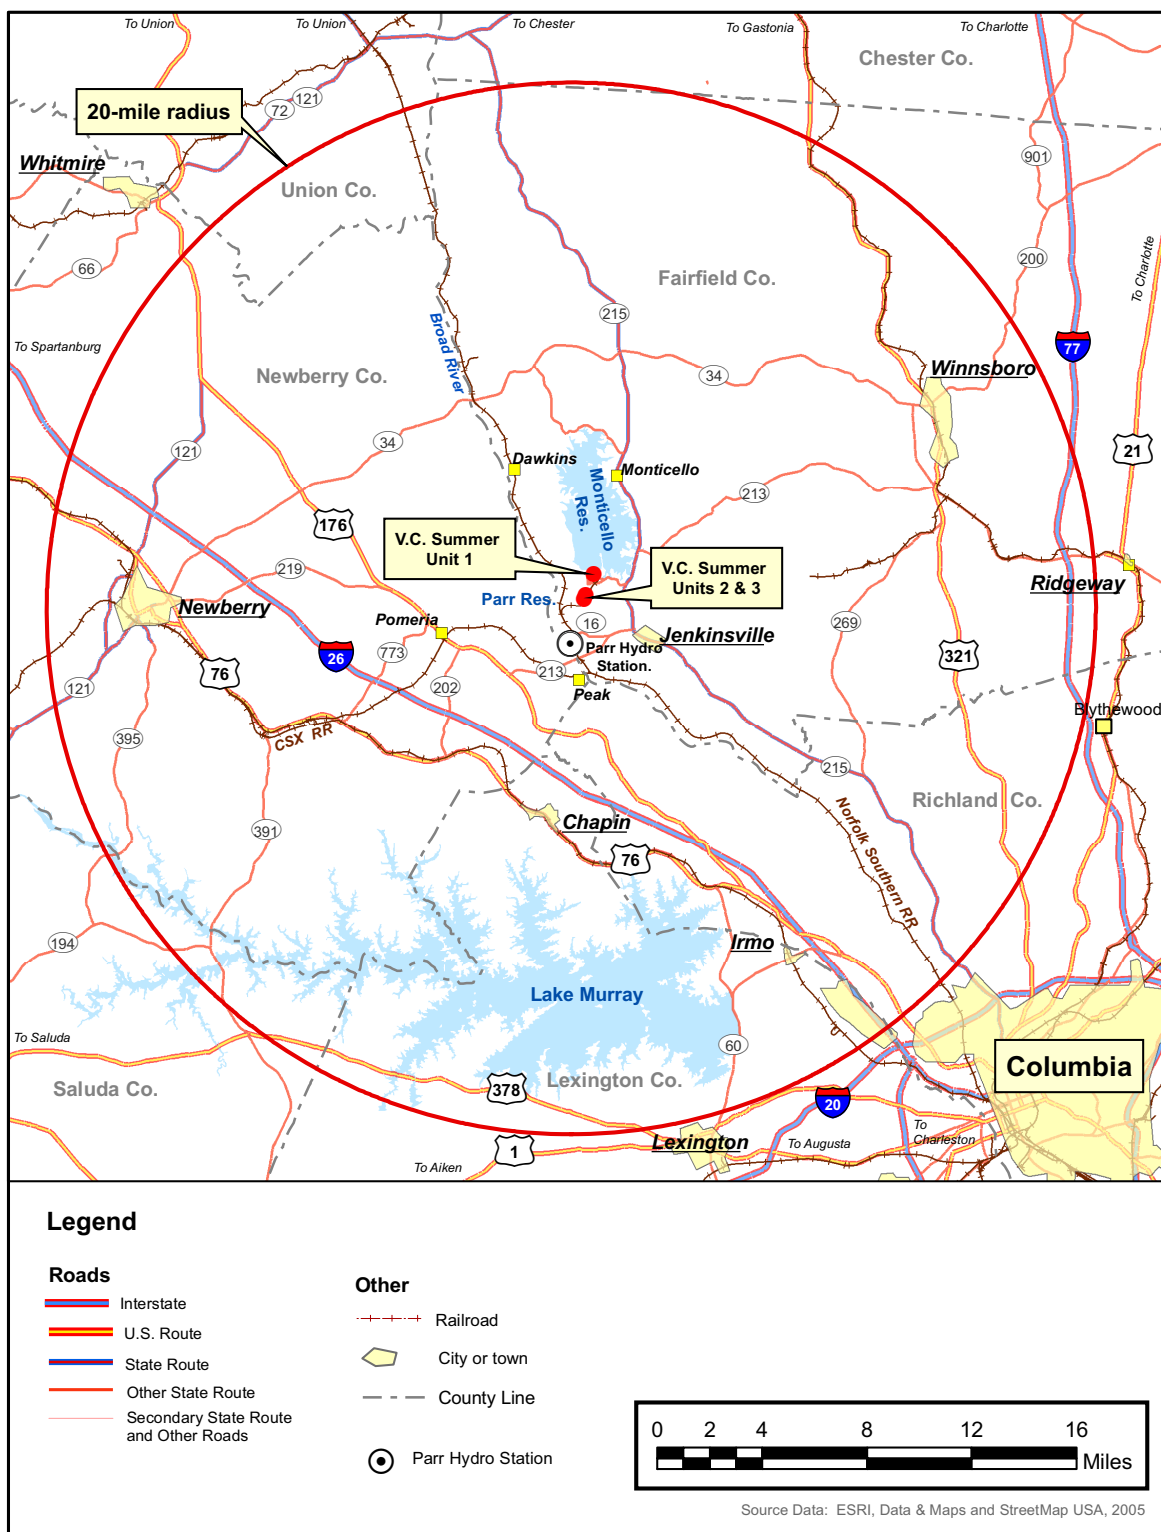 To Union
To Union
To Chester
To Gastonia
To Charlotte
Chester Co.
121
72
20-mile radius
901
Whitmire
Union Co.
To Charlotte
66
200
Fairfield Co.
215
Broad River
To Spartanburg
77
Winnsboro
Newberry Co.
34
34
121
21
Dawkins
Monticello
Monticello
Res.
213
176
V.C. Summer
Unit 1
V.C. Summer
Units 2 & 3
219
Ridgeway
Newberry
Parr Res.
Pomeria
16
Jenkinsville
269
773
26
Parr Hydro
Station.
321
76
213
121
202
Peak
Blythewood
395
CSX RR
215
Richland Co.
Norfolk Southern RR
391
Chapin
76
194
Irmo
Lake Murray
To Saluda
60
Columbia
Saluda Co.
378
Lexington Co.
20
Lexington
To Augusta
To
Charleston
1
To Aiken
Legend
Roads
Interstate
U.S. Route
State Route
Other State Route
Secondary State Route
and Other Roads
Other
Railroad
City or town
County Line
Parr Hydro Station
0 2 4 8 12 16
Miles
Source Data: ESRI, Data & Maps and StreetMap USA, 2005